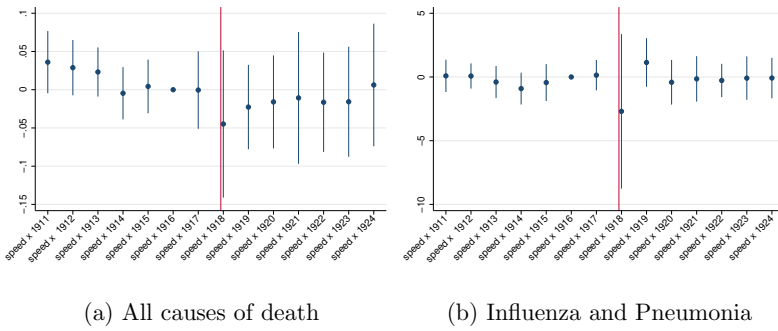 .1
.05
0
-.05
-.1
-.15
speed x 1911
speed x 1912
speed x 1913
speed x 1914
speed x 1915
speed x 1916
speed x 1917
speed x 1918
speed x 1919
speed x 1920
speed x 1921
speed x 1922
speed x 1923
speed x 1924
(a) All causes of death
5
0
-5
-10
speed x 1911
speed x 1912
speed x 1913
speed x 1914
speed x 1915
speed x 1916
speed x 1917
speed x 1918
speed x 1919
speed x 1920
speed x 1921
speed x 1922
speed x 1923
speed x 1924
(b) Influenza and Pneumonia